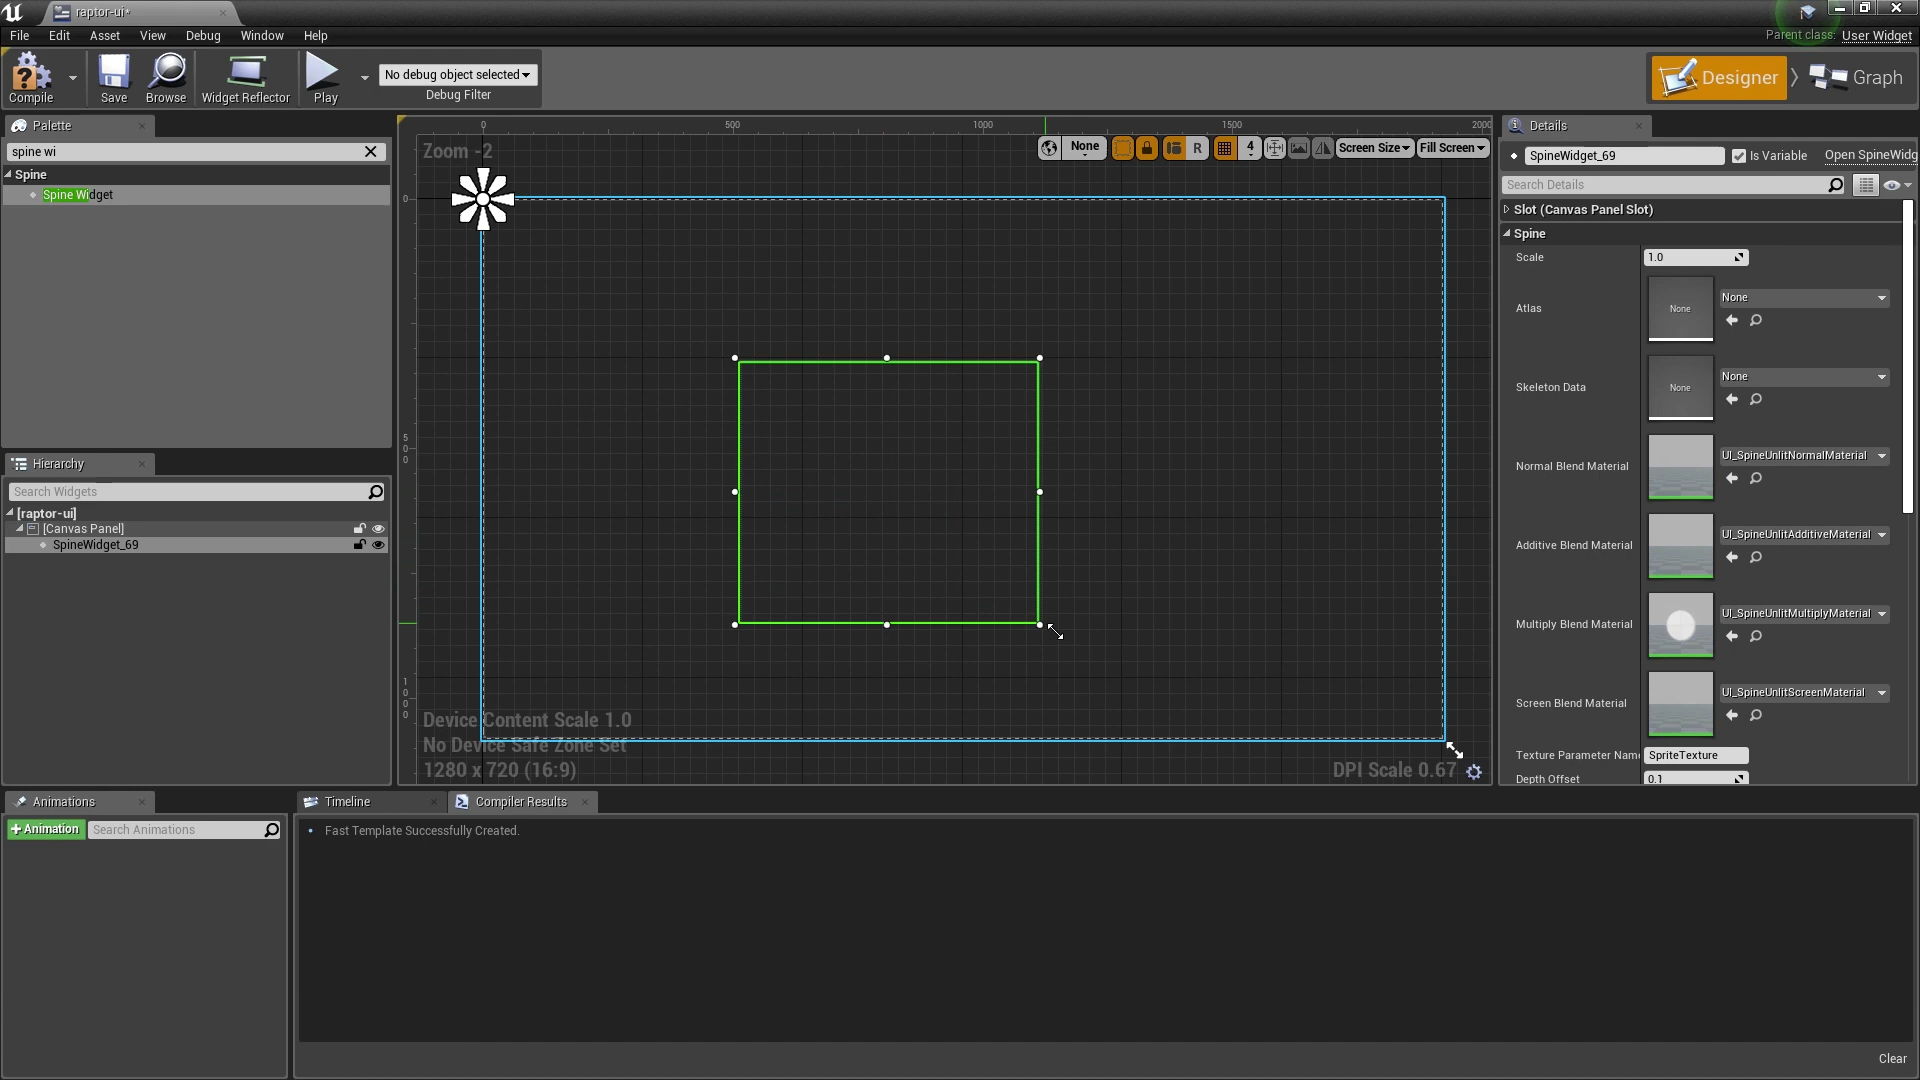 raptor-ui*
File Edit Asset View Debug Window Help
Parent class: User Widget
Compile
Save
Browse
Widget Reflector
Play
No debug object selected
Debug Filter
Designer
Graph
Palette
spine wi
Spine
Spine Widget
Hierarchy
Search Widgets
[raptor-ui]
[Canvas Panel]
SpineWidget_69
0 500 1000 1500 2000
Zoom -2
None
R
4
Screen Size
Fill Screen
0
500
1000
Device Content Scale 1.0
No Device Safe Zone Set
1280 x 720 (16:9)
DPI Scale 0.67
Details
SpineWidget_69
Is Variable
Open SpineWidg
Search Details
Slot (Canvas Panel Slot)
Spine
Scale 1.0
Atlas None None
Skeleton Data None None
Normal Blend Material UI_SpineUnlitNormalMaterial
Additive Blend Material UI_SpineUnlitAdditiveMaterial
Multiply Blend Material UI_SpineUnlitMultiplyMaterial
Screen Blend Material UI_SpineUnlitScreenMaterial
Texture Parameter Nam SpriteTexture
Depth Offset 0.1
Animations
+Animation
Search Animations
Timeline
Compiler Results
• Fast Template Successfully Created.
Clear